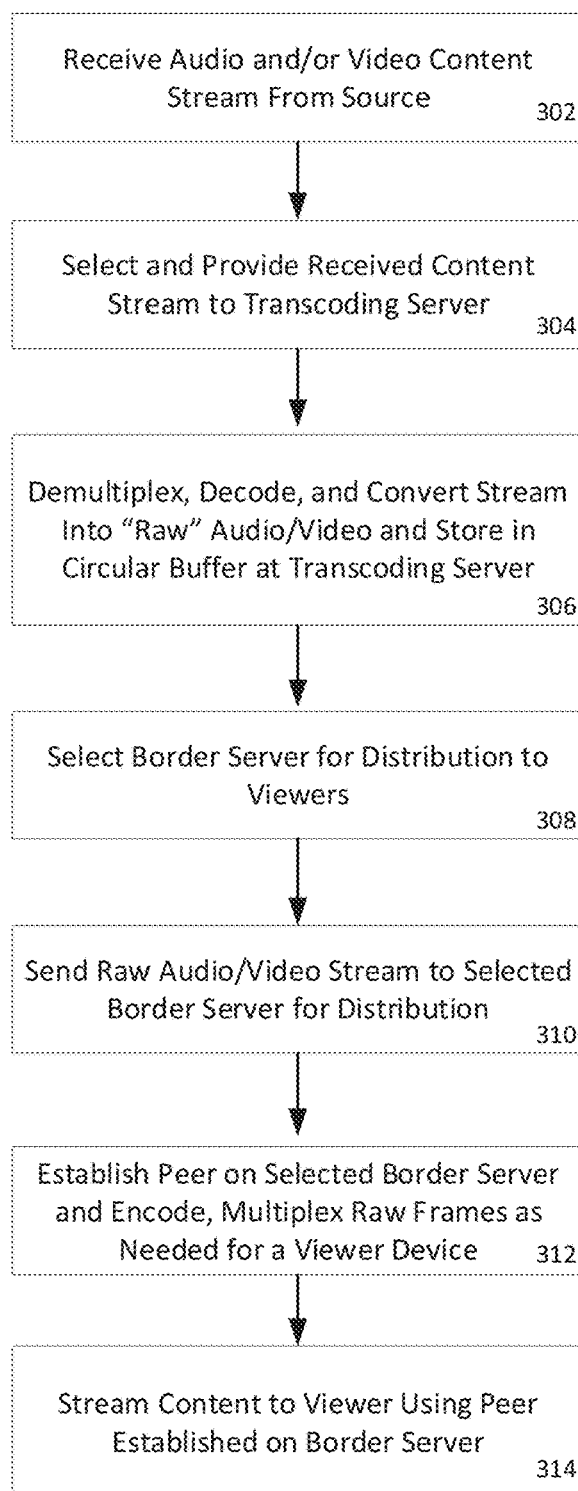 Receive Audio and/or Video Content
Stream From Source
302
Select and Provide Received Content
Stream to Transcoding Server
304
Demultiplex, Decode, and Convert Stream
Into “Raw” Audio/Video and Store in
Circular Buffer at Transcoding Server
306
Select Border Server for Distribution to
Viewers
308
Send Raw Audio/Video Stream to Selected
Border Server for Distribution
310
Establish Peer on Selected Border Server
and Encode, Multiplex Raw Frames as
Needed for a Viewer Device
312
Stream Content to Viewer Using Peer
Established on Border Server
314